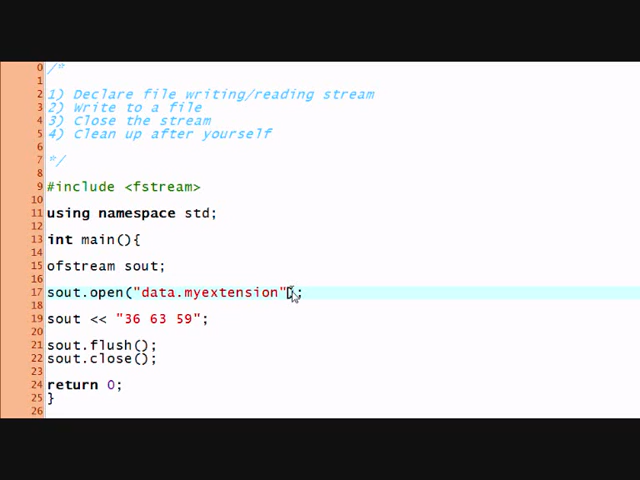 0 /*
1
2 1) Declare file writing/reading stream
3 2) Write to a file
4 3) Close the stream
5 4) Clean up after yourself
6
7 */
8
9 #include <fstream>
10
11 using namespace std;
12
13 int main(){
14
15 ofstream sout;
16
17 sout.open("data.myextension");
18
19 sout << "36 63 59";
20
21 sout.flush();
22 sout.close();
23
24 return 0;
25 }
26